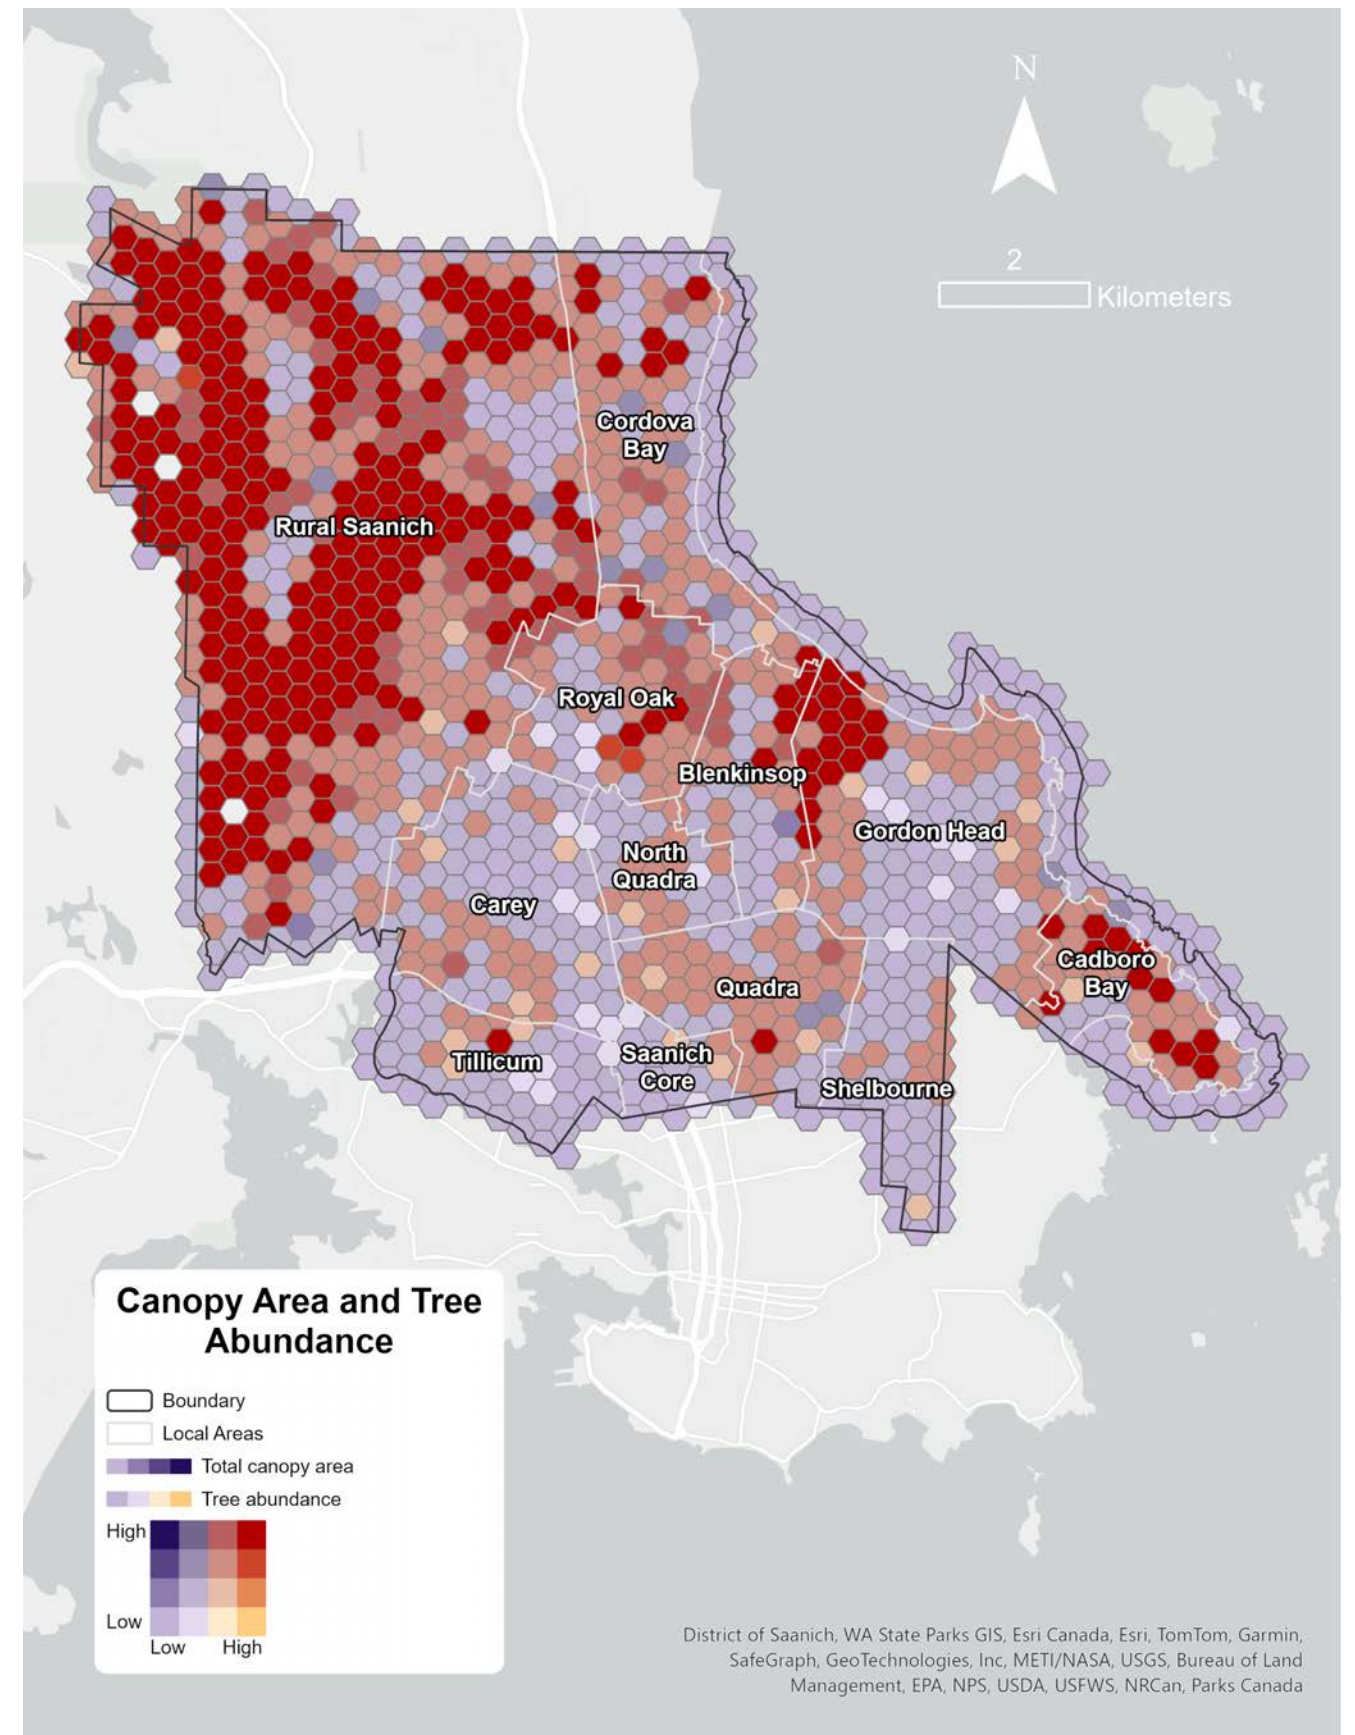 N
2
Kilometers
Cordova
Bay
Rural Saanich
Royal Oak
Blenkinsop
Gordon Head
North
Quadra
Carey
Cadboro
Bay
Quadra
Tillicum
Saanich
Core
Shelbourne
Canopy Area and Tree
Abundance
Boundary
Local Areas
Total canopy area
Tree abundance
High
Low
Low High
District of Saanich, WA State Parks GIS, Esri Canada, Esri, TomTom, Garmin,
SafeGraph, GeoTechnologies, Inc, METI/NASA, USGS, Bureau of Land
Management, EPA, NPS, USDA, USFWS, NRCan, Parks Canada